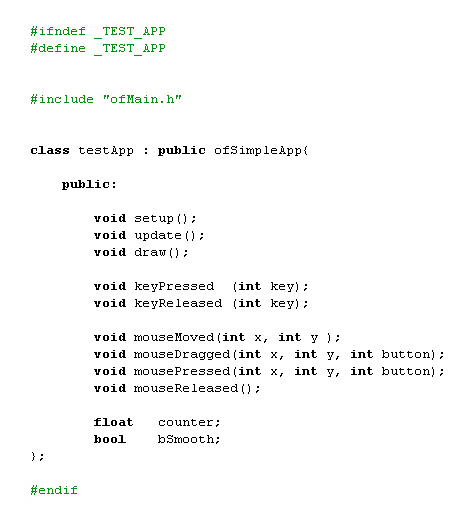 #ifndef _TEST_APP
#define _TEST_APP
#include "ofMain.h"
class testApp : public ofSimpleApp{
public:
void setup();
void update();
void draw();
void keyPressed  (int key);
void keyReleased (int key);
void mouseMoved(int x, int y );
void mouseDragged(int x, int y, int button);
void mousePressed(int x, int y, int button);
void mouseReleased();
float   counter;
bool    bSmooth;
};
#endif